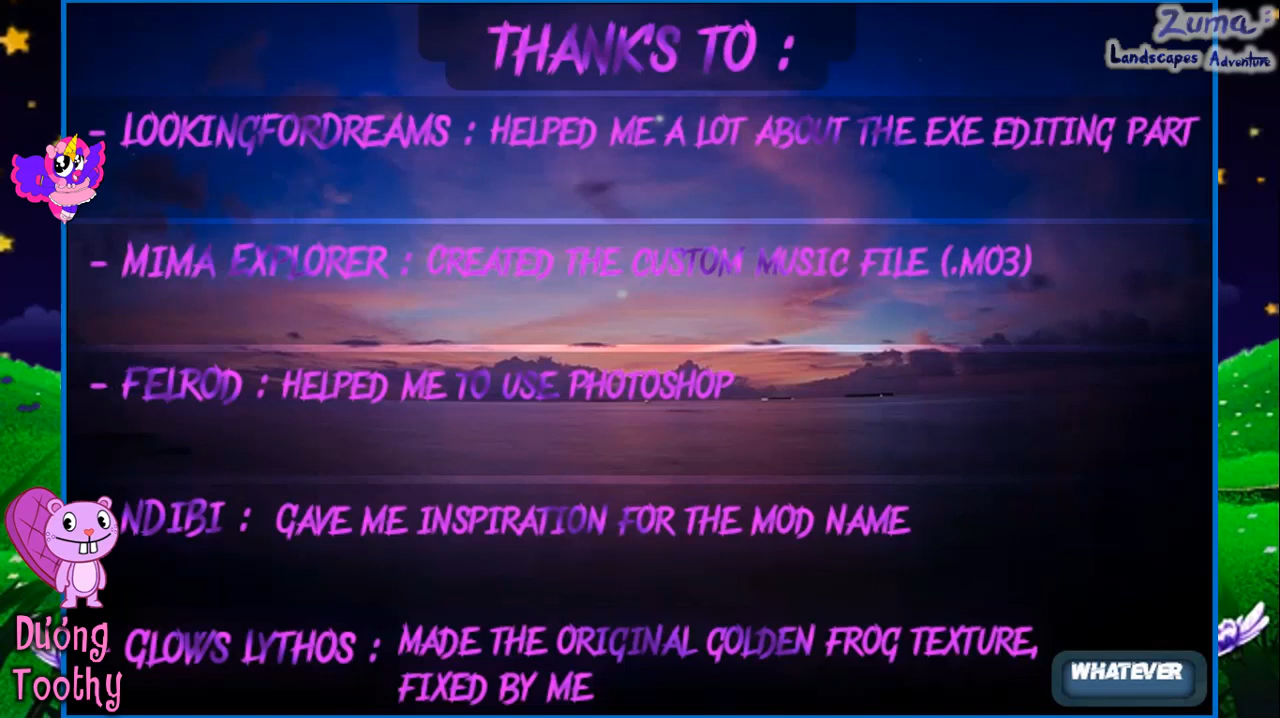 THANK'S TO :
Zuma:
Landscapes Adventure
- LOOKINGFORDREAMS : HELPED ME A LOT ABOUT THE EXE EDITING PART
- MIMA EXPLORER : CREATED THE CUSTOM MUSIC FILE (.MO3)
- FELROD : HELPED ME TO USE PHOTOSHOP
NDIBI : GAVE ME INSPIRATION FOR THE MOD NAME
GLOWS LYTHOS : MADE THE ORIGINAL GOLDEN FROG TEXTURE,
FIXED BY ME
WHATEVER
Dương
Toothy